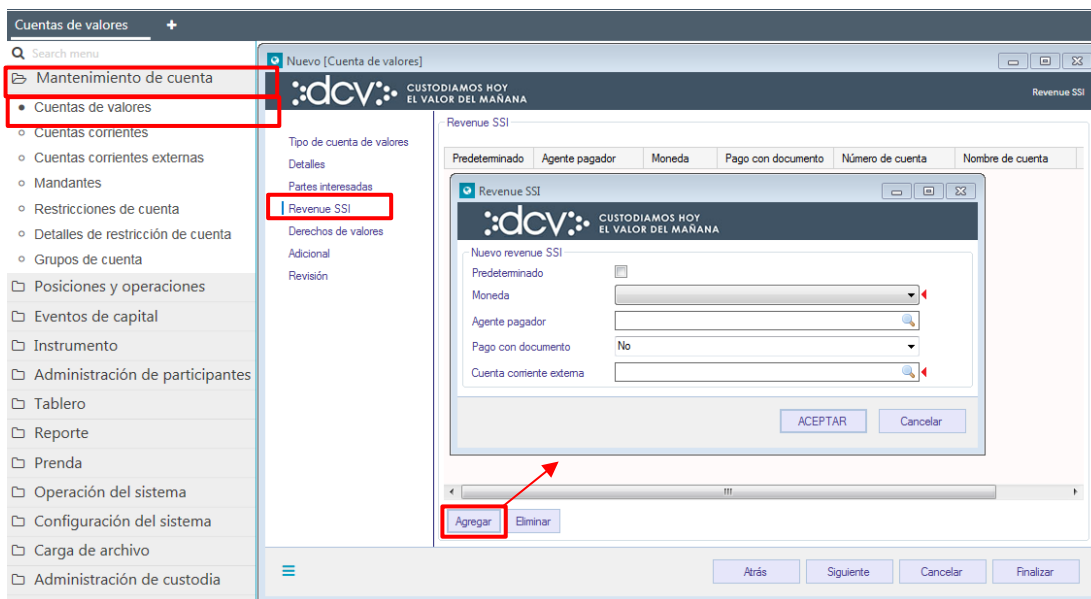 Cuentas de valores +
Search menu
Mantenimiento de cuenta
Cuentas de valores
Cuentas corrientes
Cuentas corrientes externas
Mandantes
Restricciones de cuenta
Detalles de restricción de cuenta
Grupos de cuenta
Posiciones y operaciones
Eventos de capital
Instrumento
Administración de participantes
Tablero
Reporte
Prenda
Operación del sistema
Configuración del sistema
Carga de archivo
Administración de custodia
Nuevo [Cuenta de valores]
dcv CUSTODIAMOS HOY
EL VALOR DEL MAÑANA
Revenue SSI
Tipo de cuenta de valores
Detalles
Partes interesadas
Revenue SSI
Derechos de valores
Adicional
Revisión
Revenue SSI
Predeterminado Agente pagador Moneda Pago con documento Número de cuenta Nombre de cuenta
Revenue SSI
dcv CUSTODIAMOS HOY
EL VALOR DEL MAÑANA
Nuevo revenue SSI
Predeterminado
Moneda
Agente pagador
Pago con documento No
Cuenta corriente externa
ACEPTAR Cancelar
Agregar Eliminar
Atrás Siguiente Cancelar Finalizar